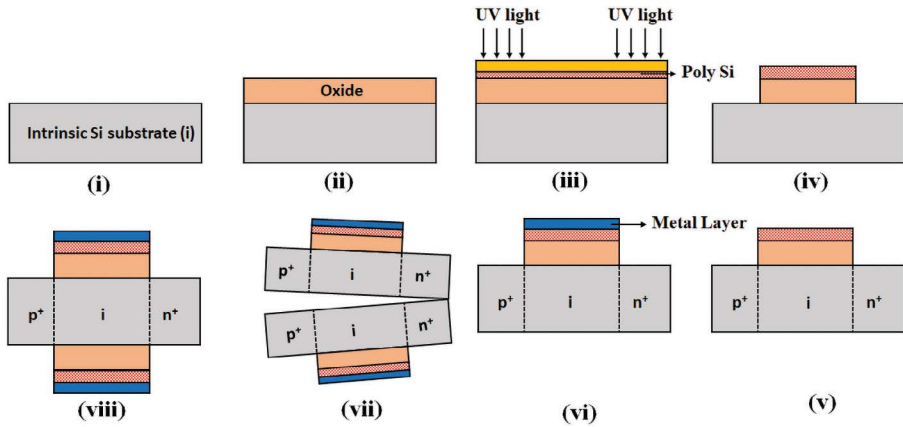 UV light UV light
Poly Si
Oxide
Intrinsic Si substrate (i)
(i) (ii) (iii) (iv)
Metal Layer
p+ i n+ p+ i n+ p+ i n+ p+ i n+
p+ i n+
(viii) (vii) (vi) (v)